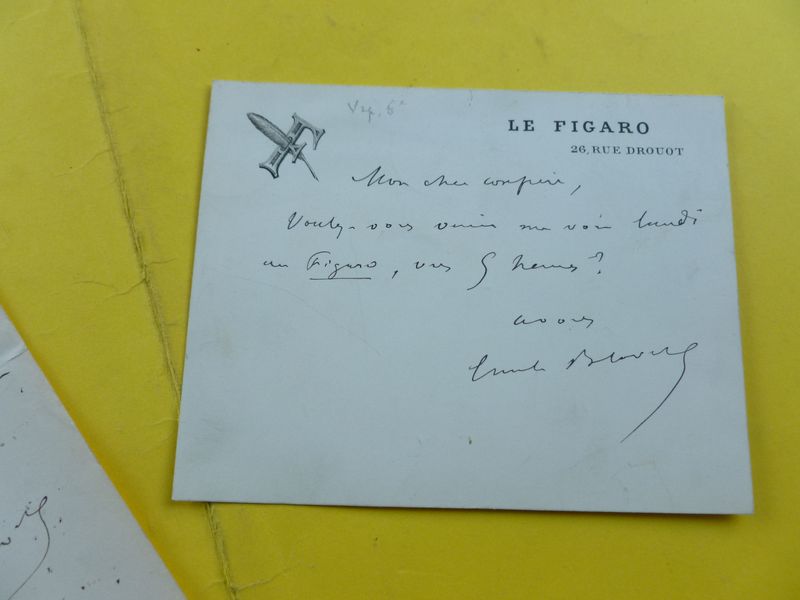 LE FIGARO
26, RUE DROUOT
Mon cher confrère,
Voulez-vous venir me voir lundi
au Figaro, vers 5 heures ?
à vous
Emile